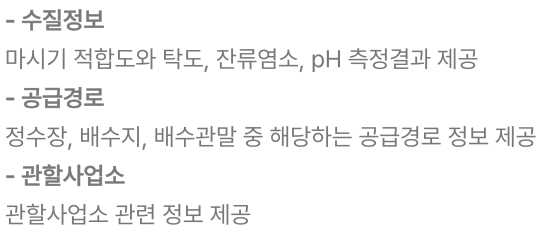 - 수질정보
마시기 적합도와 탁도, 잔류염소, pH 측정결과 제공
- 공급경로
정수장, 배수지, 배수관말 중 해당하는 공급경로 정보 제공
- 관할사업소
관할사업소 관련 정보 제공